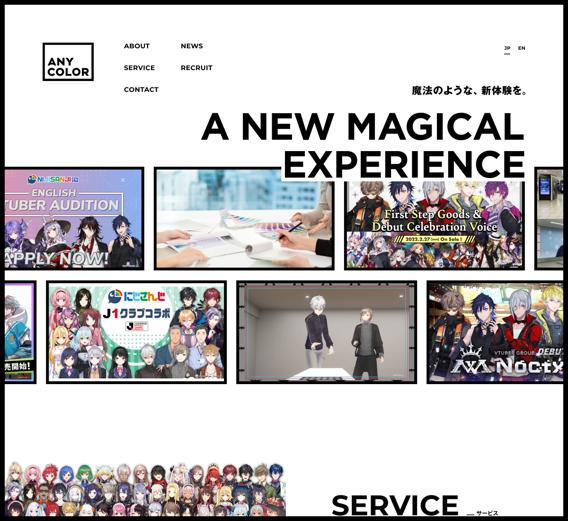 ANY
COLOR
ABOUT
NEWS
SERVICE
RECRUIT
CONTACT
JP
EN
魔法のような、新体験を。
A NEW MAGICAL
EXPERIENCE
NIJISANJI
ENGLISH
TUBER AUDITION
APPLY NOW!
First Step Goods &
Debut Celebration Voice
2022.2.27 On Sale!
売開始!
にじさんじ
J1クラブコラボ
VTUBER GROUP DEBU
Noctyx
SERVICE
サービス